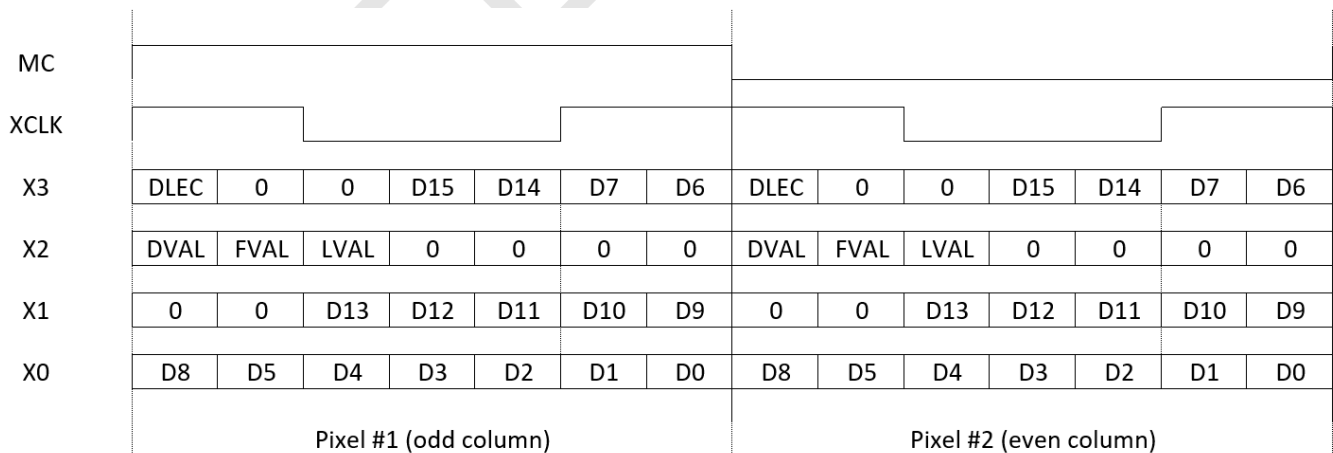 MC
XCLK
X3 DLEC 0 0 D15 D14 D7 D6 DLEC 0 0 D15 D14 D7 D6
X2 DVAL FVAL LVAL 0 0 0 0 DVAL FVAL LVAL 0 0 0 0
X1 0 0 D13 D12 D11 D10 D9 0 0 D13 D12 D11 D10 D9
X0 D8 D5 D4 D3 D2 D1 D0 D8 D5 D4 D3 D2 D1 D0
Pixel #1 (odd column) Pixel #2 (even column)